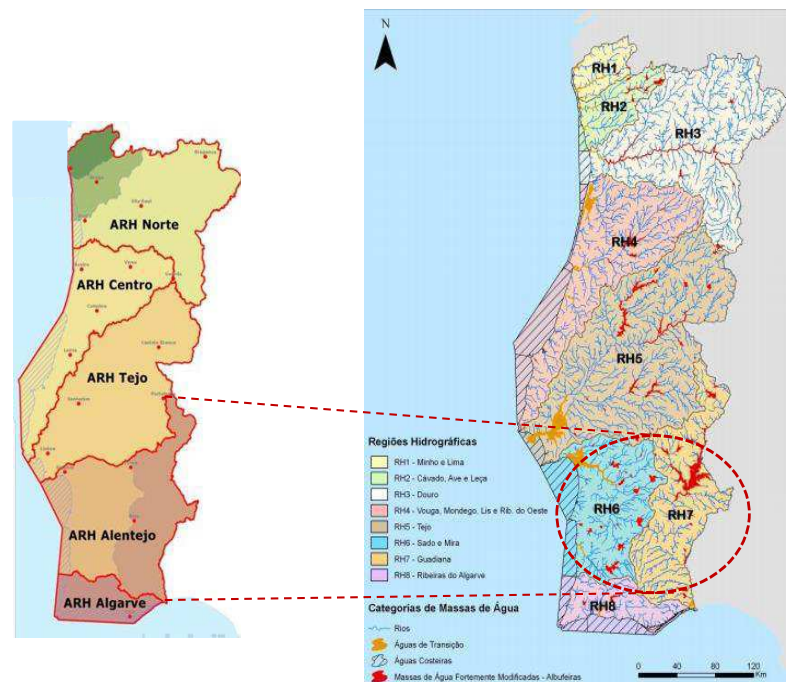 ARH Norte
ARH Centro
ARH Tejo
ARH Alentejo
ARH Algarve
N
RH1
RH2
RH3
RH4
RH5
RH6
RH7
RH8
Regiões Hidrográficas
RH1 - Minho e Lima
RH2 - Cávado, Ave e Leça
RH3 - Douro
RH4 - Vouga, Mondego, Lis e Rib. do Oeste
RH5 - Tejo
RH6 - Sado e Mira
RH7 - Guadiana
RH8 - Ribeiras do Algarve
Categorias de Massas de Água
Rios
Águas de Transição
Águas Costeiras
Massas de Água Fortemente Modificadas - Albufeiras
0 40 80 120
Km